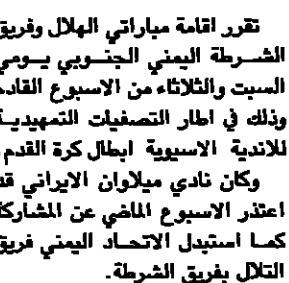 تقرر اقامة مباراتي الهلال وفريق
الشرطة اليمني الجنوبي يومي
السبت والثلاثاء من الاسبوع القادم
وذلك في اطار التصفيات التمهيدية
للاندية الاسيوية ابطال كرة القدم.
وكان نادي ميلاوان الايراني قد
اعتذر الاسبوع الماضي عن المشاركة
كما استبدل الاتحاد اليمني فريق
التلال بفريق الشرطة.